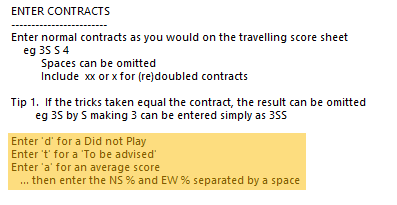 ENTER CONTRACTS
------------------------
Enter normal contracts as you would on the travelling score sheet
eg 3S S 4
Spaces can be omitted
Include xx or x for (re)doubled contracts
Tip 1. If the tricks taken equal the contract, the result can be omitted
eg 3S by S making 3 can be entered simply as 3SS
Enter 'd' for a Did not Play
Enter 't' for a 'To be advised'
Enter 'a' for an average score
... then enter the NS % and EW % separated by a space